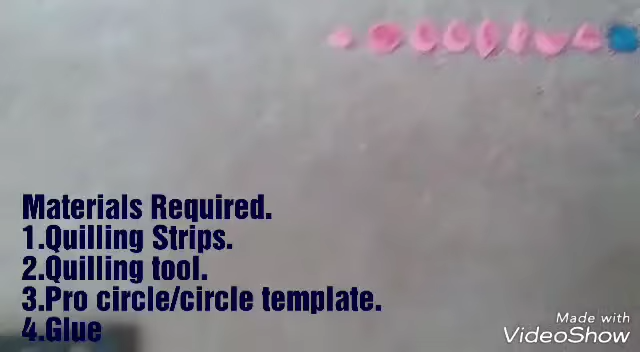 Materials Required.
1.Quilling Strips.
2.Quilling tool.
3.Pro circle/circle template.
4.Glue
Made with
VideoShow